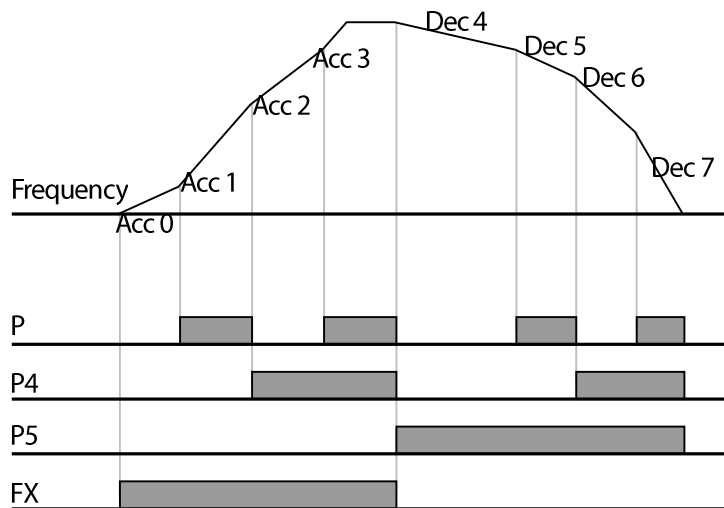 Dec 4
Dec 5
Acc 3
Dec 6
Acc 2
Dec 7
Acc 1
Frequency
Acc 0
P
P4
P5
FX